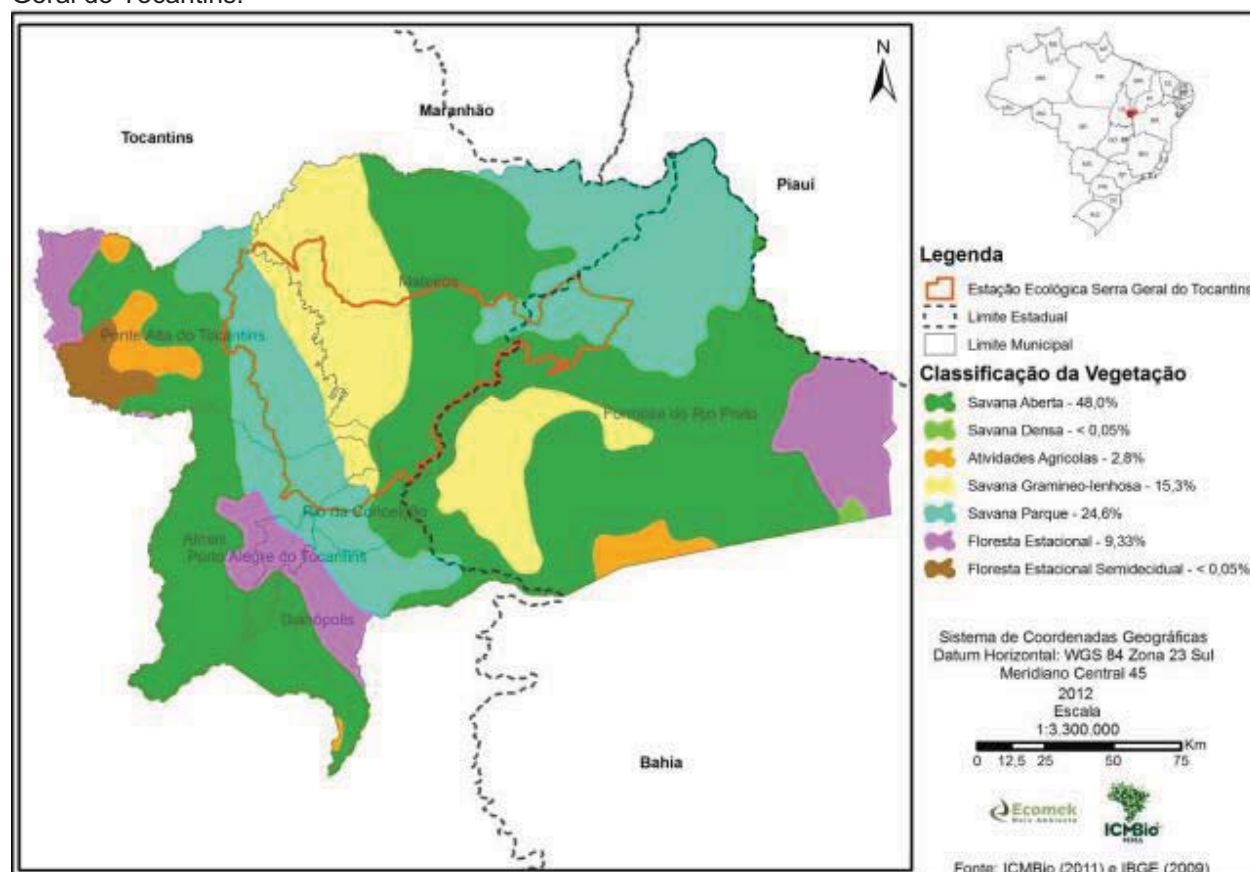 Geral do Tocantins.
N
Maranhão
Tocantins
Piauí
Mateiros
Ponte Alta do Tocantins
Formosa do Rio Preto
Rio da Conceição
Almas
Porto Alegre do Tocantins
Dianópolis
Bahia
Legenda
Estação Ecológica Serra Geral do Tocantins
Limite Estadual
Limite Municipal
Classificação da Vegetação
Savana Aberta - 48,0%
Savana Densa - < 0,05%
Atividades Agrícolas - 2,8%
Savana Gramíneo-lenhosa - 15,3%
Savana Parque - 24,6%
Floresta Estacional - 9,33%
Floresta Estacional Semidecidual - < 0,05%
Sistema de Coordenadas Geográficas
Datum Horizontal: WGS 84 Zona 23 Sul
Meridiano Central 45
2012
Escala
1:3.300.000
Km
0 12,5 25 50 75
Ecomek
Meio Ambiente
ICMBio
MMA
Fonte: ICMBio (2011) e IBGE (2009)